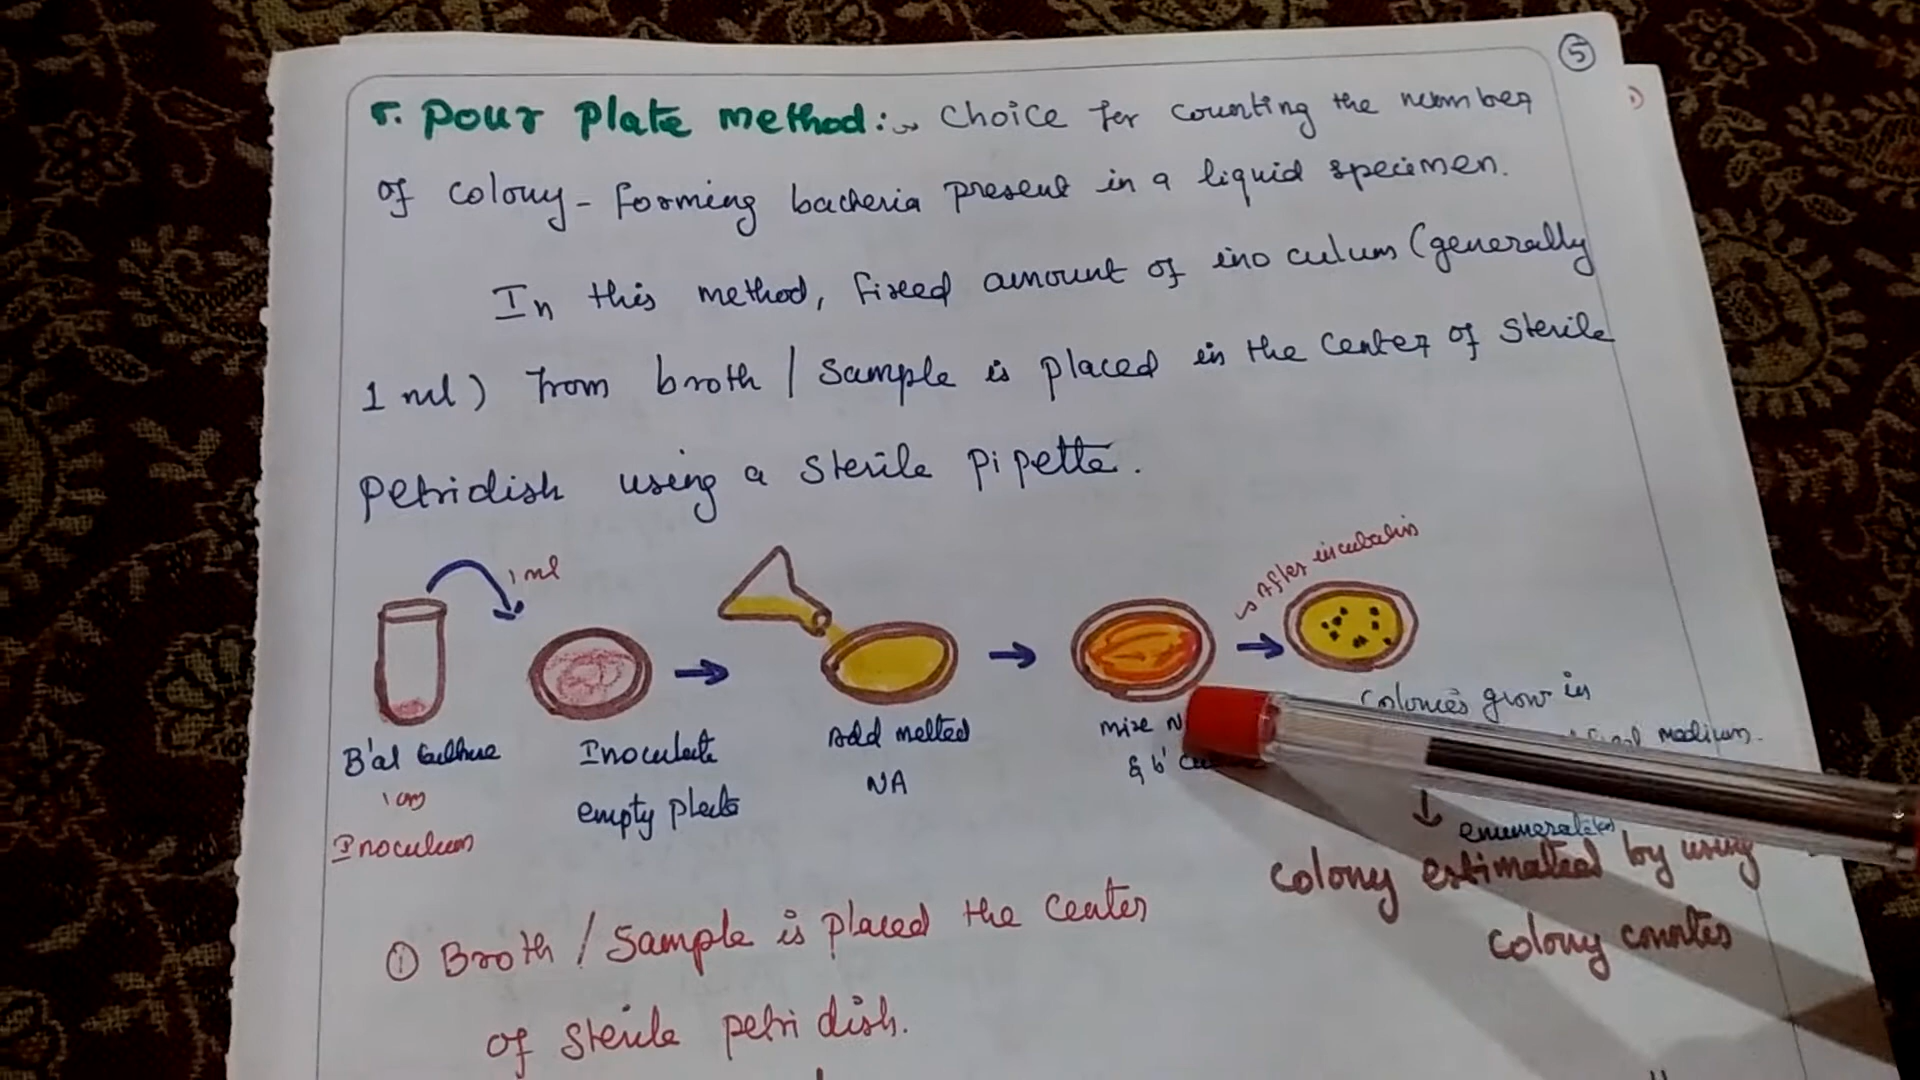 5
5. Pour plate method:→ Choice for counting the number
of colony-forming bacteria present in a liquid specimen.
In this method, fixed amount of inoculum (generally
1 ml) from broth / sample is placed in the center of sterile
petridish using a sterile pipette.
1 ml
→ After incubation
B'al Culture
Inoculum
Inoculate
empty plate
Add melted
NA
mixe N
& b'
Colonies grow in
medium.
↓ enumeration
Colony estimated by using
colony counter
① Broth / Sample is placed the center
of sterile petri dish.